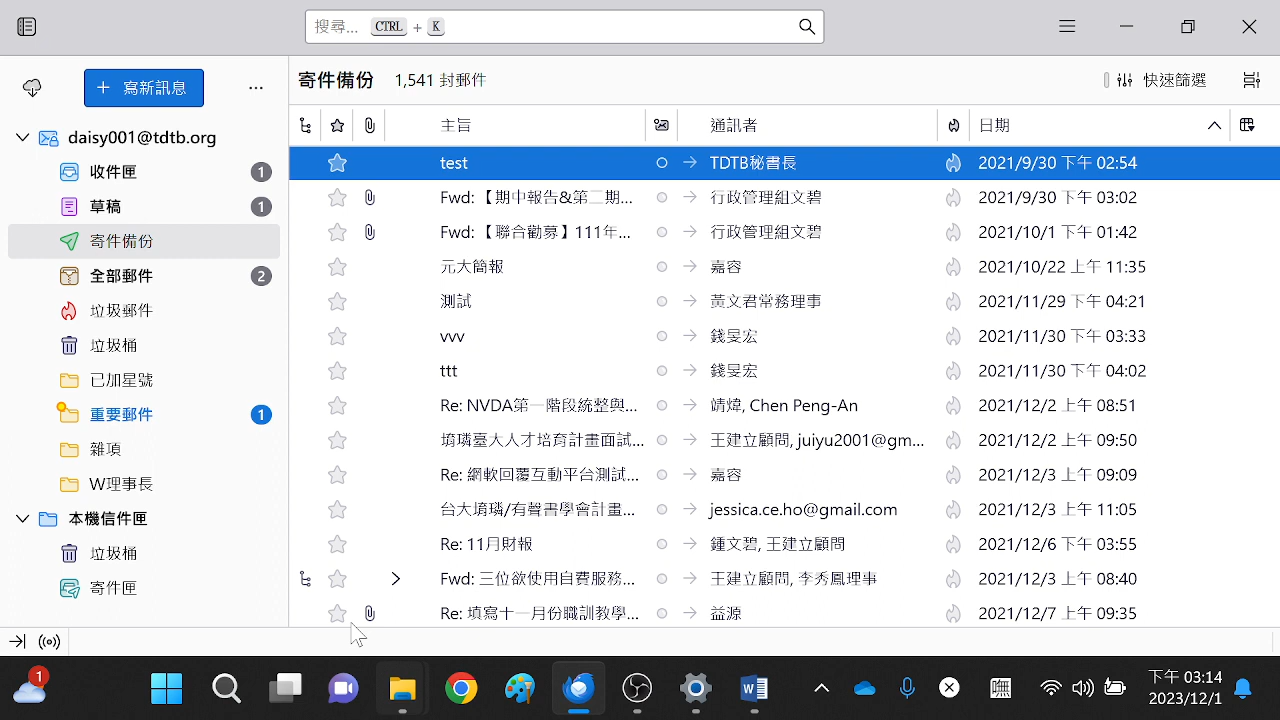 搜尋… CTRL + K
寫新訊息
daisy001@tdtb.org
收件匣 1
草稿 1
寄件備份
全部郵件 2
垃圾郵件
垃圾桶
已加星號
重要郵件 1
雜項
W理事長
本機信件匣
垃圾桶
寄件匣
寄件備份 1,541 封郵件 快速篩選
主旨 通訊者 日期
test TDTB秘書長 2021/9/30 下午 02:54
Fwd:【期中報告&第二期... 行政管理組文碧 2021/9/30 下午 03:02
Fwd:【聯合勸募】111年... 行政管理組文碧 2021/10/1 下午 01:42
元大簡報 嘉容 2021/10/22 上午 11:35
測試 黃文君常務理事 2021/11/29 下午 04:21
vvv 錢旻宏 2021/11/30 下午 03:33
ttt 錢旻宏 2021/11/30 下午 04:02
Re: NVDA第一階段統整與... 靖煒, Chen Peng-An 2021/12/2 上午 08:51
堉璘臺大人才培育計畫面試... 王建立顧問, juiyu2001@gm... 2021/12/2 上午 09:50
Re: 網軟回覆互動平台測試... 嘉容 2021/12/3 上午 09:09
台大堉璘/有聲書學會計畫... jessica.ce.ho@gmail.com 2021/12/3 上午 11:05
Re: 11月財報 鍾文碧, 王建立顧問 2021/12/6 下午 03:55
Fwd: 三位欲使用自費服務... 王建立顧問, 李秀鳳理事 2021/12/3 上午 08:40
Re: 填寫十一月份職訓教學... 益源 2021/12/7 上午 09:35
1
下午 03:14
2023/12/1